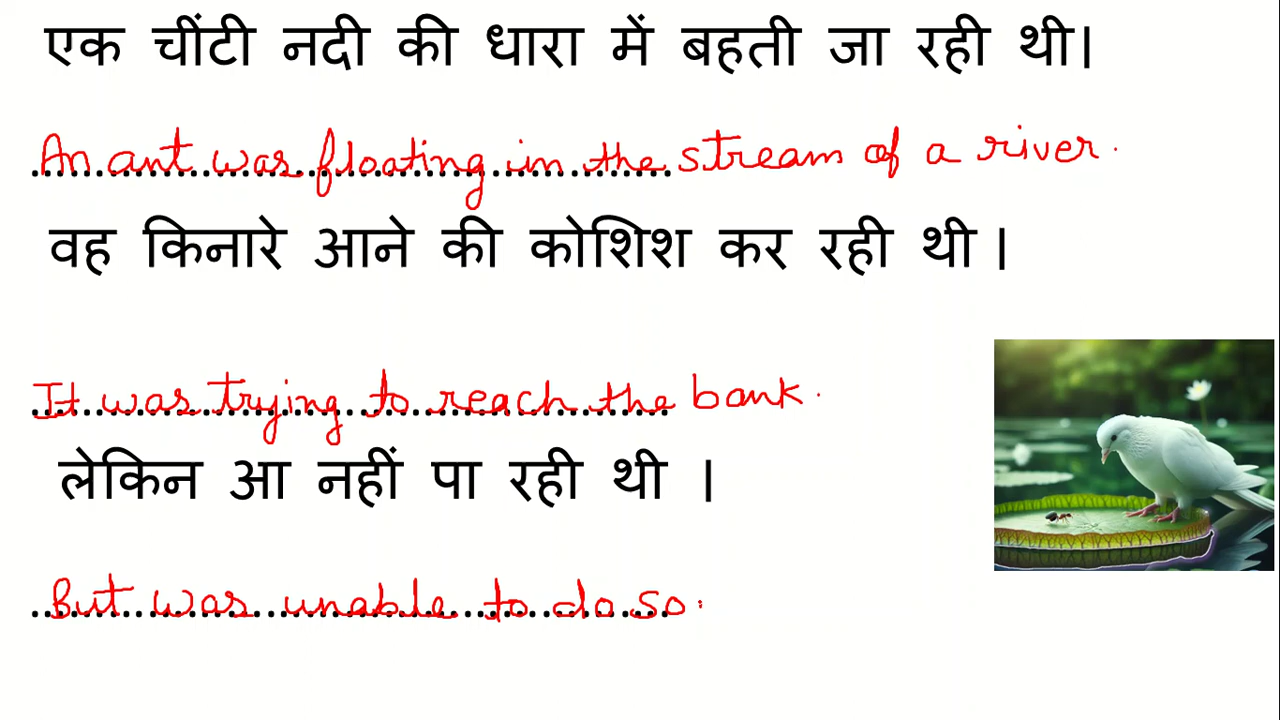 एक चींटी नदी की धारा में बहती जा रही थी।
An ant was floating in the stream of a river.
वह किनारे आने की कोशिश कर रही थी ।
It was trying to reach the bank.
लेकिन आ नहीं पा रही थी ।
But was unable to do so.